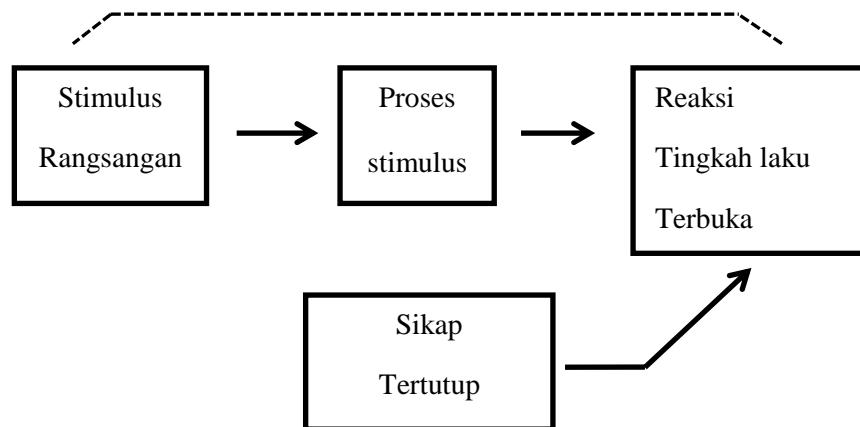 Stimulus
Rangsangan
Proses
stimulus
Reaksi
Tingkah laku
Terbuka
Sikap
Tertutup